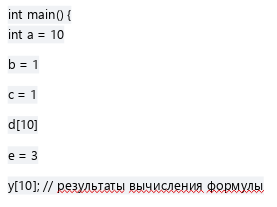 int main() {
int a = 10
b = 1
c = 1
d[10]
e = 3
y[10]; // результаты вычисления формулы